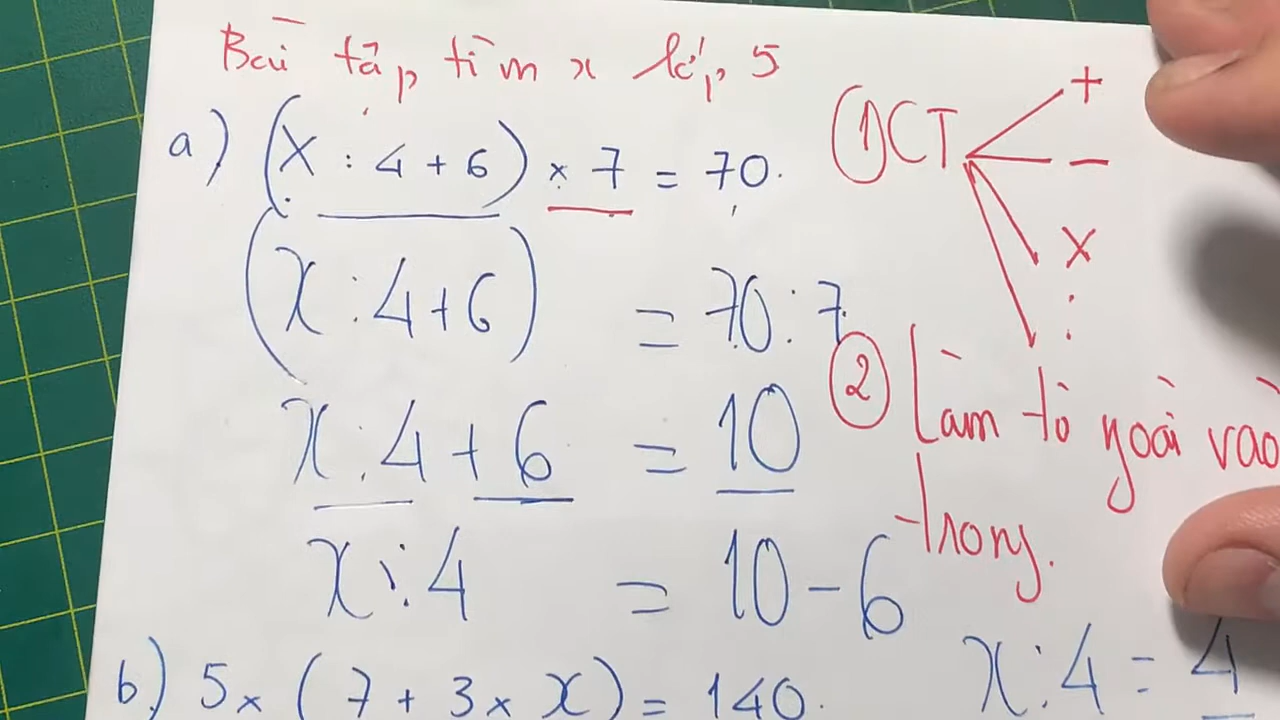 Bài tập tìm x lớp 5
a) (x : 4 + 6) × 7 = 70
(x : 4 + 6) = 70 : 7
x : 4 + 6 = 10
x : 4 = 10 - 6
x : 4 = 4
b) 5 × ( 7 + 3 × x ) = 140
① CT
+
-
x
:
② Làm từ ngoài vào
trong.